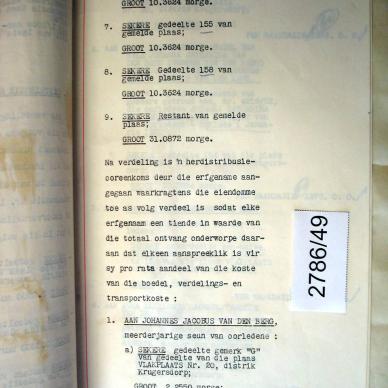 GROOT 10.3624 morge.
7. SEKERE gedeelte 155 van
gemelde plaas;
GROOT 10.3624 morge.
8. SEKERE Gedeelte 158 van
gemelde plaas;
GROOT 10.3624 morge.
9. SEKERE Restant van gemelde
plaas;
GROOT 31.0872 morge.
Na verdeling is 'n herdistribusie-
ooreenkoms deur die erfgename aan-
gegaan waarkragtens die eiendomme
toe as volg verdeel is sodat elke
erfgenaam een tiende in waarde van
die totaal ontvang onderworpe daar-
aan dat elkeen aanspreeklik is vir
sy pro rata aandeel van die koste
van die boedel, verdelings- en
transportkoste :
1. AAN JOHANNES JACOBUS VAN DEN BERG,
meerderjarige seun van oorledene :
a) SEKERE gedeelte gemerk "G"
van gedeelte van die plaas
VLAKPLAATS Nr. 20, distrik
Krugersdorp;
GROOT 2.2550 morge.
2786/49